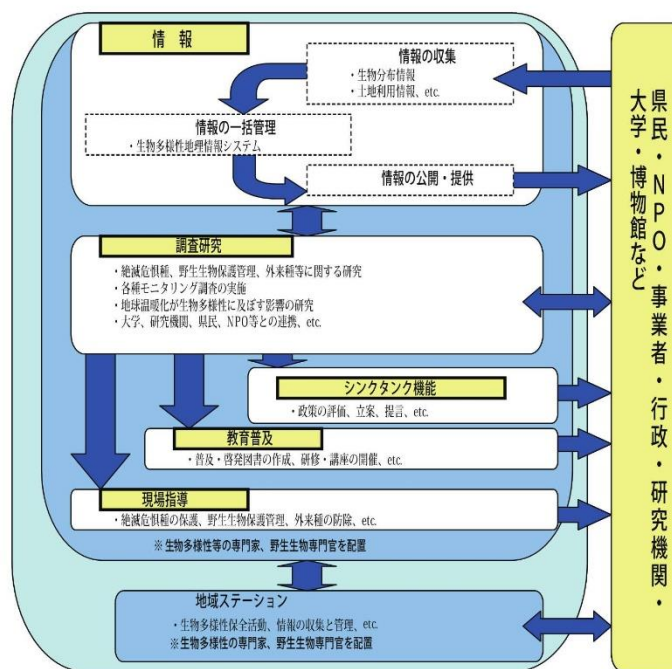 情 報
情報の収集
・生物分布情報
・土地利用情報、etc.
情報の一括管理
・生物多様性地理情報システム
情報の公開・提供
調査研究
・絶滅危惧種、野生生物保護管理、外来種等に関する研究
・各種モニタリング調査の実施
・地球温暖化が生物多様性に及ぼす影響の研究
・大学、研究機関、県民、NPO等との連携、etc.
シンクタンク機能
・政策の評価、立案、提言、etc.
教育普及
・普及・啓発図書の作成、研修・講座の開催、etc.
現場指導
・絶滅危惧種の保護、野生生物保護管理、外来種の防除、etc.
※生物多様性等の専門家、野生生物専門官を配置
地域ステーション
・生物多様性保全活動、情報の収集と管理、etc.
※生物多様性の専門家、野生生物専門官を配置
県民・NPO・事業者・行政・研究機関・
大学・博物館など